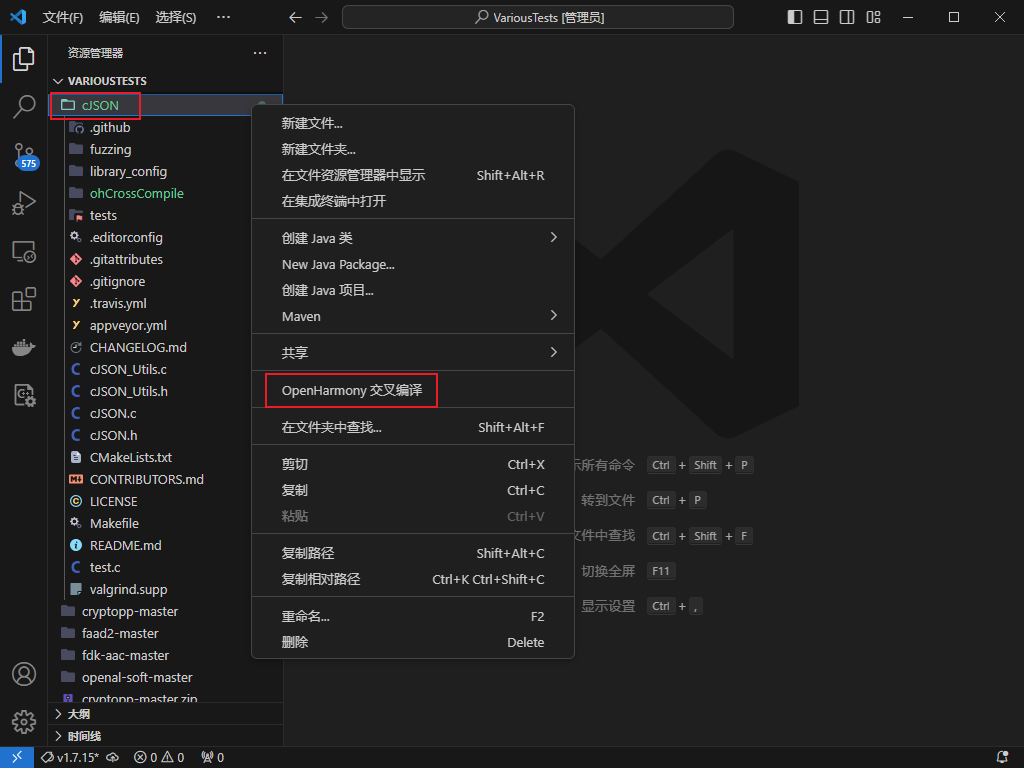 文件(F) 编辑(E) 选择(S) ··· VariousTests [管理员]
资源管理器 ···
VARIOUSTESTS
cJSON
.github
fuzzing
library_config
ohCrossCompile
tests
.editorconfig
.gitattributes
.gitignore
.travis.yml
appveyor.yml
CHANGELOG.md
cJSON_Utils.c
cJSON_Utils.h
cJSON.c
cJSON.h
CMakeLists.txt
CONTRIBUTORS.md
LICENSE
Makefile
README.md
test.c
valgrind.supp
cryptopp-master
faad2-master
fdk-aac-master
openal-soft-master
cryptopp-master.zip
大纲
时间线
575
新建文件...
新建文件夹...
在文件资源管理器中显示 Shift+Alt+R
在集成终端中打开
创建 Java 类
New Java Package...
创建 Java 项目...
Maven
共享
OpenHarmony 交叉编译
在文件夹中查找... Shift+Alt+F
剪切 Ctrl+X
复制 Ctrl+C
粘贴 Ctrl+V
复制路径 Shift+Alt+C
复制相对路径 Ctrl+K Ctrl+Shift+C
重命名... F2
删除 Delete
示所有命令 Ctrl + Shift + P
转到文件 Ctrl + P
文件中查找 Ctrl + Shift + F
切换全屏 F11
显示设置 Ctrl + ,
v1.7.15* 0 0 0